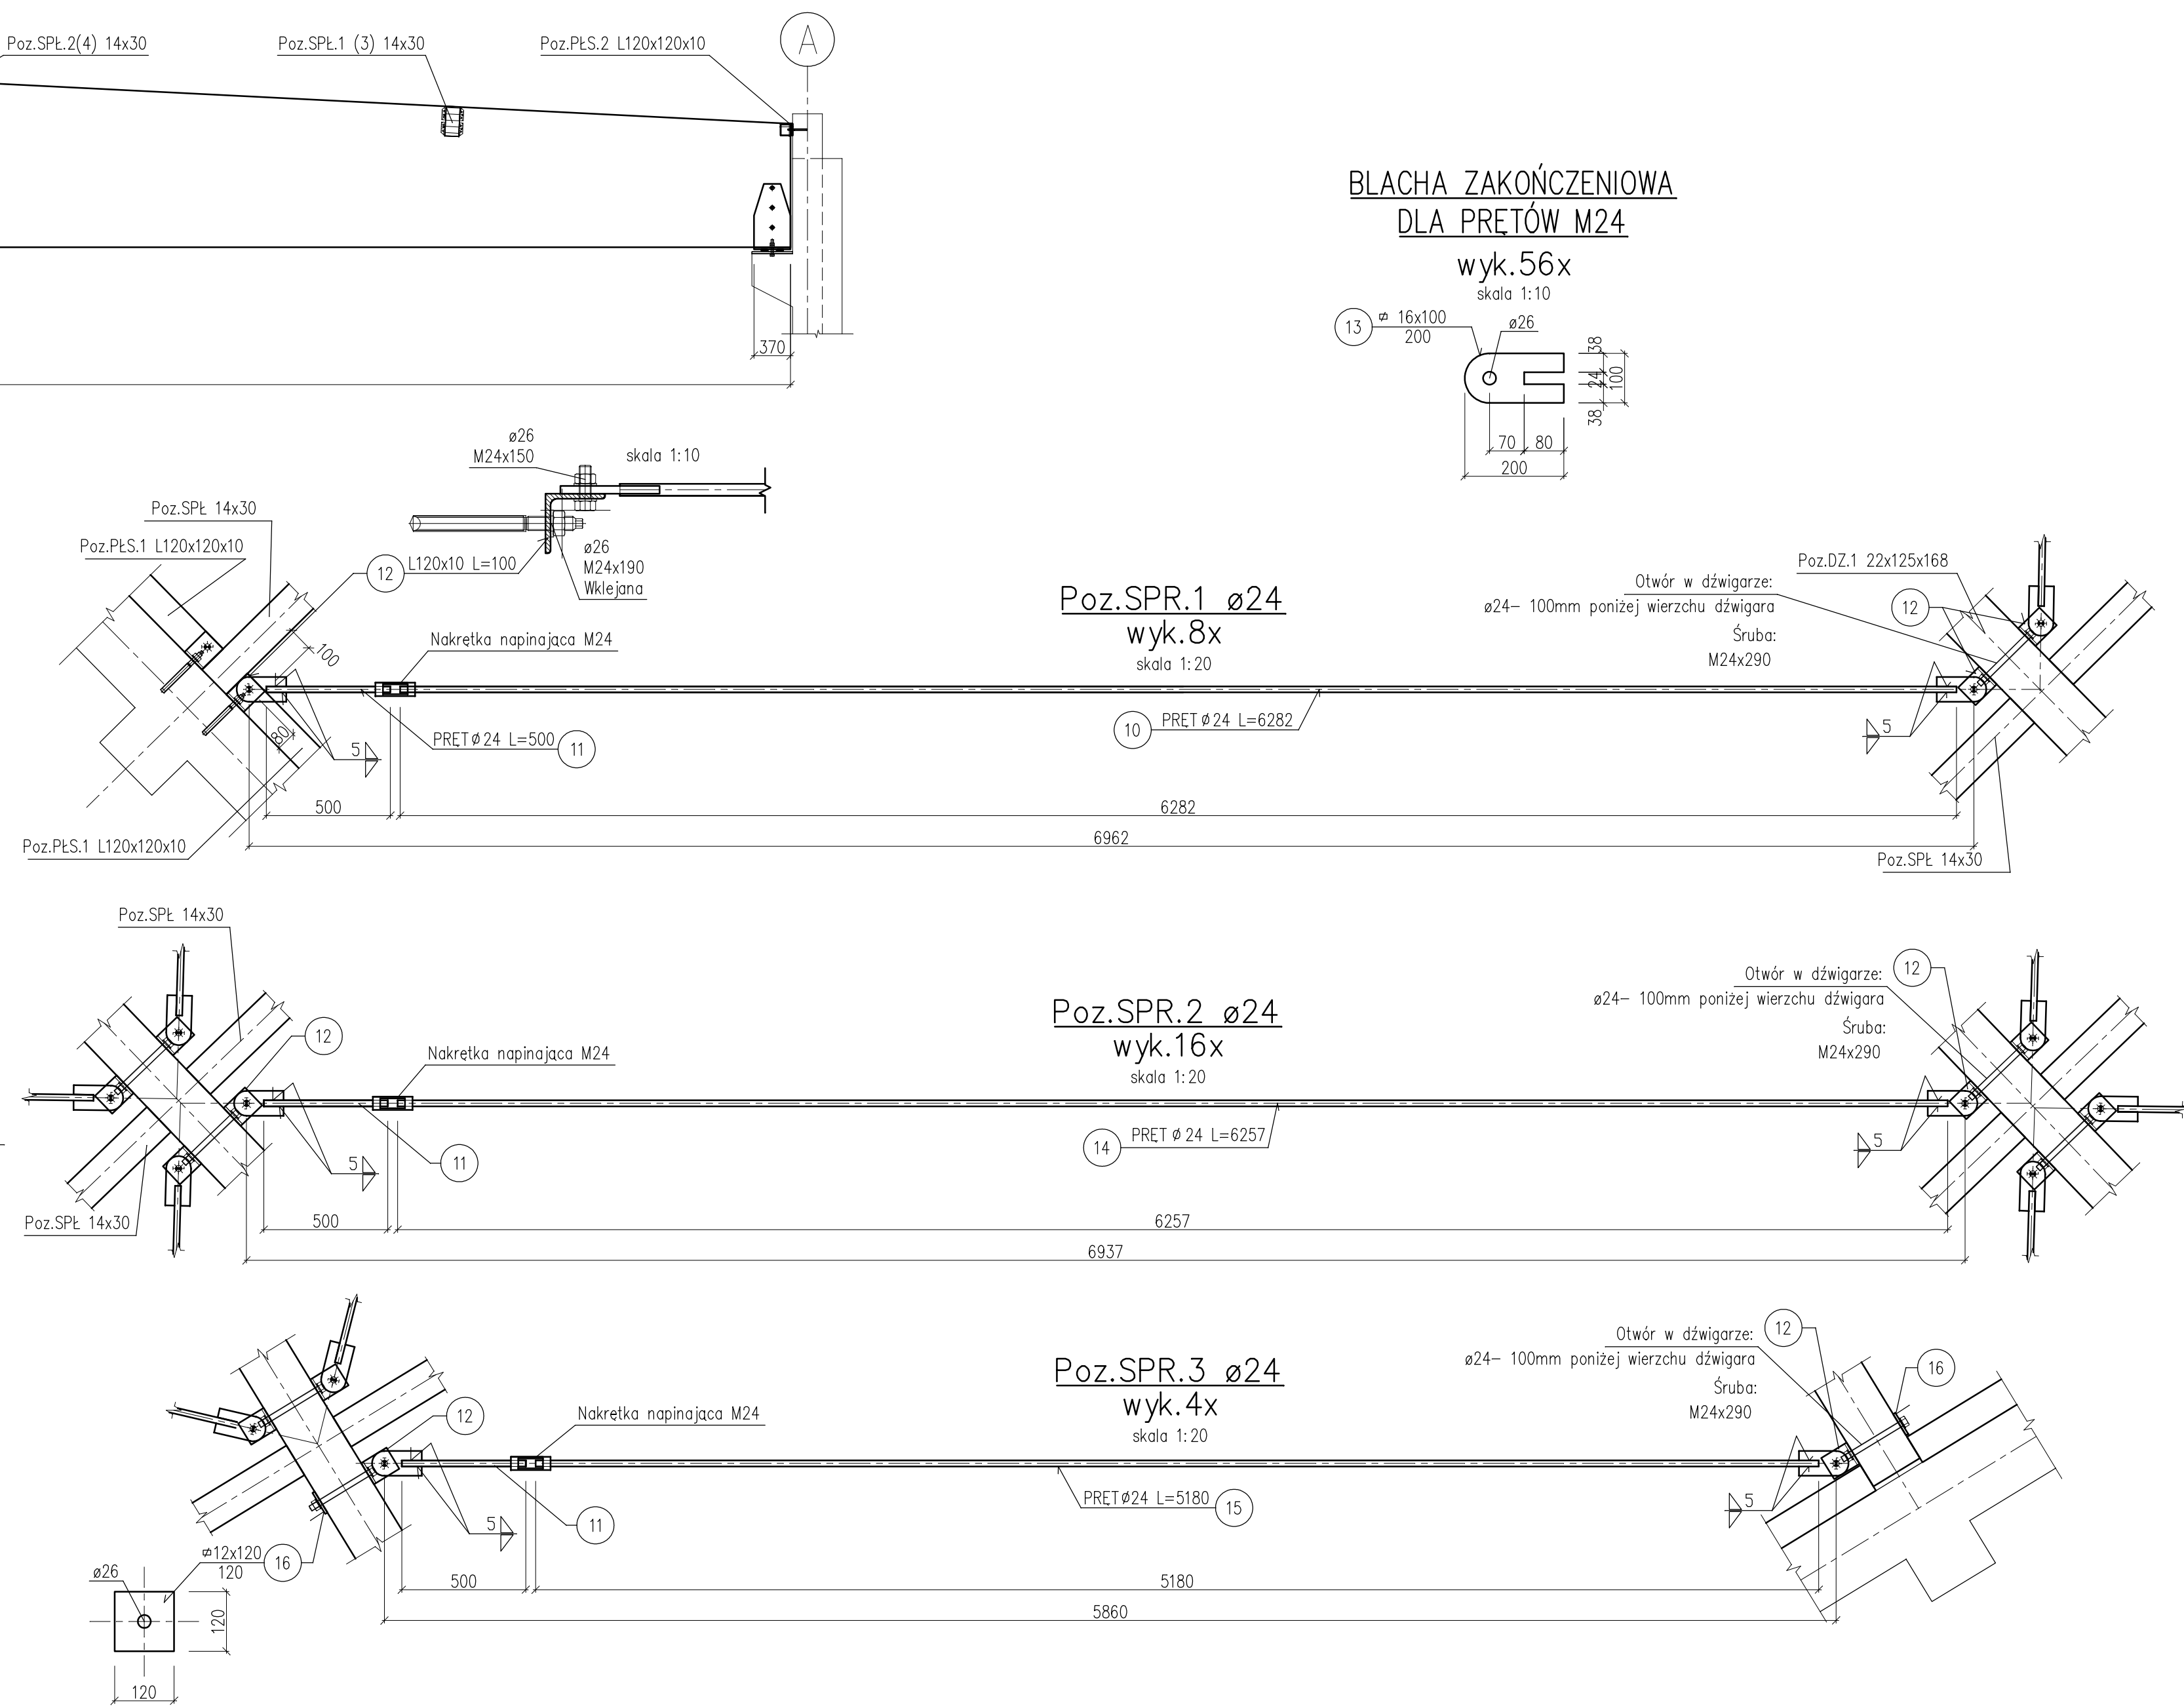 Poz.SPŁ.2(4) 14x30
Poz.SPŁ.1 (3) 14x30
Poz.PŁS.2 L120x120x10
A
370
BLACHA ZAKOŃCZENIOWA
DLA PRĘTÓW M24
wyk.56x
skala 1:10
13
16x100
200
ø26
38
24
100
38
70
80
200
ø26
M24x150
skala 1:10
Poz.SPŁ 14x30
Poz.PŁS.1 L120x120x10
12
L120x10 L=100
ø26
M24x190
Wklejana
Poz.SPR.1 ø24
wyk.8x
skala 1:20
Poz.DZ.1 22x125x168
Otwór w dźwigarze:
ø24- 100mm poniżej wierzchu dźwigara
Śruba:
M24x290
12
Nakrętka napinająca M24
100
80
5
PRĘTø24 L=500
11
10
PRĘTø24 L=6282
5
500
6282
6962
Poz.PŁS.1 L120x120x10
Poz.SPŁ 14x30
Poz.SPŁ 14x30
Poz.SPR.2 ø24
wyk.16x
skala 1:20
Otwór w dźwigarze:
12
ø24- 100mm poniżej wierzchu dźwigara
Śruba:
M24x290
12
Nakrętka napinająca M24
5
11
14
PRĘT ø 24 L=6257
5
Poz.SPŁ 14x30
500
6257
6937
Poz.SPR.3 ø24
wyk.4x
skala 1:20
Otwór w dźwigarze:
12
ø24- 100mm poniżej wierzchu dźwigara
Śruba:
M24x290
16
12
Nakrętka napinająca M24
5
11
PRĘTø24 L=5180
15
5
12x120
120
16
ø26
120
120
500
5180
5860